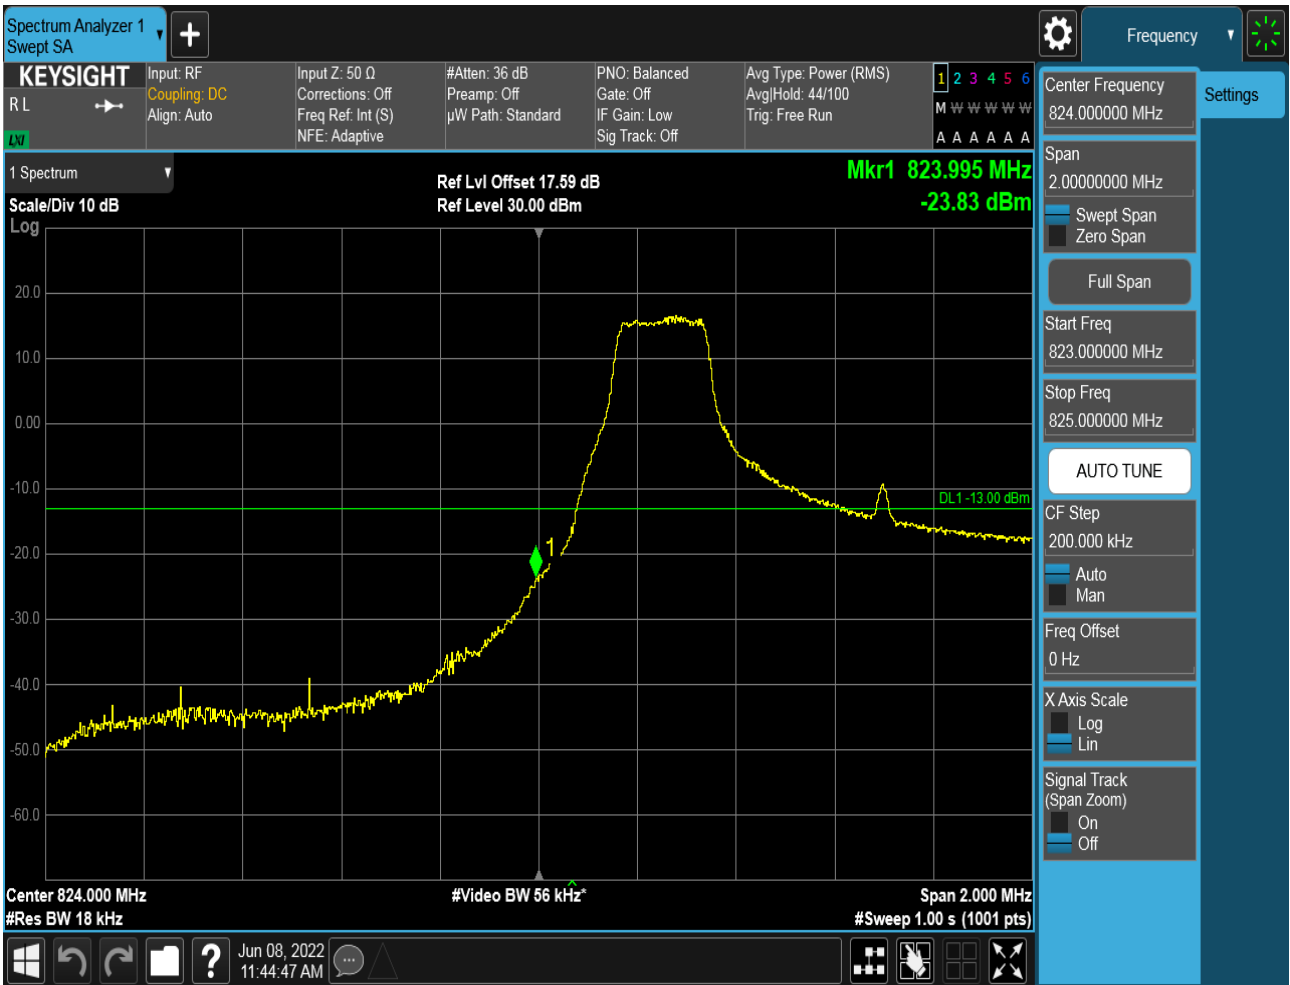 Spectrum Analyzer 1
Swept SA
Frequency
KEYSIGHT
R L
LXI
Input: RF
Coupling: DC
Align: Auto
Input Z: 50 Ω
Corrections: Off
Freq Ref: Int (S)
NFE: Adaptive
#Atten: 36 dB
Preamp: Off
µW Path: Standard
PNO: Balanced
Gate: Off
IF Gain: Low
Sig Track: Off
Avg Type: Power (RMS)
Avg|Hold: 44/100
Trig: Free Run
1 2 3 4 5 6
M W W W W W
A A A A A A
1 Spectrum
Scale/Div 10 dB
Log
Ref Lvl Offset 17.59 dB
Ref Level 30.00 dBm
Mkr1 823.995 MHz
-23.83 dBm
20.0
10.0
0.00
-10.0
-20.0
-30.0
-40.0
-50.0
-60.0
DL1 -13.00 dBm
1
Center 824.000 MHz
#Res BW 18 kHz
#Video BW 56 kHz*
Span 2.000 MHz
#Sweep 1.00 s (1001 pts)
Center Frequency
824.000000 MHz
Settings
Span
2.00000000 MHz
Swept Span
Zero Span
Full Span
Start Freq
823.000000 MHz
Stop Freq
825.000000 MHz
AUTO TUNE
CF Step
200.000 kHz
Auto
Man
Freq Offset
0 Hz
X Axis Scale
Log
Lin
Signal Track
(Span Zoom)
On
Off
?
Jun 08, 2022
11:44:47 AM